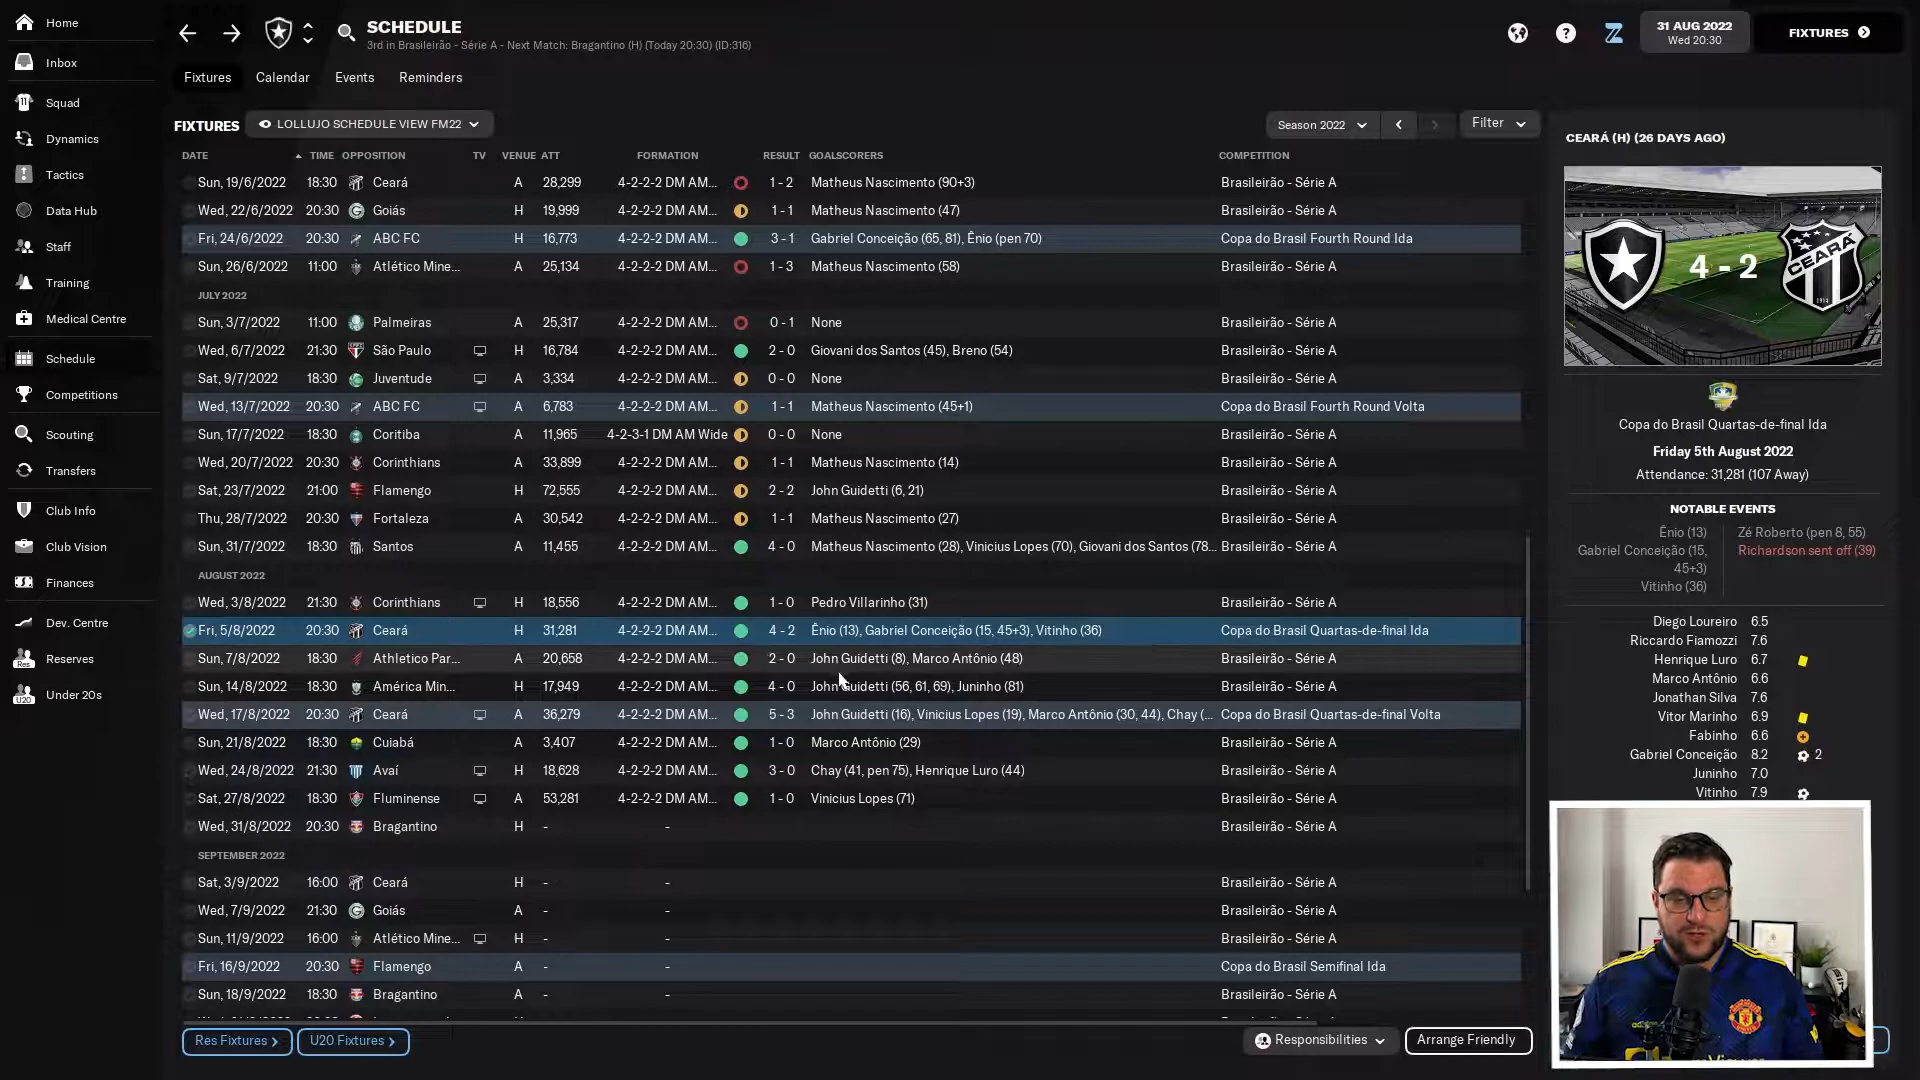 Home
Inbox
Squad
Dynamics
Tactics
Data Hub
Staff
Training
Medical Centre
Schedule
Competitions
Scouting
Transfers
Club Info
Club Vision
Finances
Dev. Centre
Res Reserves
U20 Under 20s
SCHEDULE
3rd in Brasileirão - Série A - Next Match: Bragantino (H) (Today 20:30) (ID:316)
31 AUG 2022
Wed 20:30
FIXTURES
Fixtures Calendar Events Reminders
FIXTURES LOLLUJO SCHEDULE VIEW FM22 Season 2022 Filter
DATE TIME OPPOSITION TV VENUE ATT FORMATION RESULT GOALSCORERS COMPETITION
Sun, 19/6/2022 18:30 Ceará A 28,299 4-2-2-2 DM AM... 1 - 2 Matheus Nascimento (90+3) Brasileirão - Série A
Wed, 22/6/2022 20:30 Goiás H 19,999 4-2-2-2 DM AM... 1 - 1 Matheus Nascimento (47) Brasileirão - Série A
Fri, 24/6/2022 20:30 ABC FC H 16,773 4-2-2-2 DM AM... 3 - 1 Gabriel Conceição (65, 81), Ênio (pen 70) Copa do Brasil Fourth Round Ida
Sun, 26/6/2022 11:00 Atlético Mine... A 25,134 4-2-2-2 DM AM... 1 - 3 Matheus Nascimento (58) Brasileirão - Série A
JULY 2022
Sun, 3/7/2022 11:00 Palmeiras A 25,317 4-2-2-2 DM AM... 0 - 1 None Brasileirão - Série A
Wed, 6/7/2022 21:30 São Paulo H 16,784 4-2-2-2 DM AM... 2 - 0 Giovani dos Santos (45), Breno (54) Brasileirão - Série A
Sat, 9/7/2022 18:30 Juventude A 3,334 4-2-2-2 DM AM... 0 - 0 None Brasileirão - Série A
Wed, 13/7/2022 20:30 ABC FC A 6,783 4-2-2-2 DM AM... 1 - 1 Matheus Nascimento (45+1) Copa do Brasil Fourth Round Volta
Sun, 17/7/2022 18:30 Coritiba A 11,965 4-2-3-1 DM AM Wide 0 - 0 None Brasileirão - Série A
Wed, 20/7/2022 20:30 Corinthians A 33,899 4-2-2-2 DM AM... 1 - 1 Matheus Nascimento (14) Brasileirão - Série A
Sat, 23/7/2022 21:00 Flamengo H 72,555 4-2-2-2 DM AM... 2 - 2 John Guidetti (6, 21) Brasileirão - Série A
Thu, 28/7/2022 20:30 Fortaleza A 30,542 4-2-2-2 DM AM... 1 - 1 Matheus Nascimento (27) Brasileirão - Série A
Sun, 31/7/2022 18:30 Santos A 11,455 4-2-2-2 DM AM... 4 - 0 Matheus Nascimento (28), Vinicius Lopes (70), Giovani dos Santos (78... Brasileirão - Série A
AUGUST 2022
Wed, 3/8/2022 21:30 Corinthians H 18,556 4-2-2-2 DM AM... 1 - 0 Pedro Villarinho (31) Brasileirão - Série A
Fri, 5/8/2022 20:30 Ceará H 31,281 4-2-2-2 DM AM... 4 - 2 Ênio (13), Gabriel Conceição (15, 45+3), Vitinho (36) Copa do Brasil Quartas-de-final Ida
Sun, 7/8/2022 18:30 Athletico Par... A 20,658 4-2-2-2 DM AM... 2 - 0 John Guidetti (8), Marco Antônio (48) Brasileirão - Série A
Sun, 14/8/2022 18:30 América Min... H 17,949 4-2-2-2 DM AM... 4 - 0 John Guidetti (56, 61, 69), Juninho (81) Brasileirão - Série A
Wed, 17/8/2022 20:30 Ceará A 36,279 4-2-2-2 DM AM... 5 - 3 John Guidetti (16), Vinicius Lopes (19), Marco Antônio (30, 44), Chay (... Copa do Brasil Quartas-de-final Volta
Sun, 21/8/2022 18:30 Cuiabá A 3,407 4-2-2-2 DM AM... 1 - 0 Marco Antônio (29) Brasileirão - Série A
Wed, 24/8/2022 21:30 Avaí H 18,628 4-2-2-2 DM AM... 3 - 0 Chay (41, pen 75), Henrique Luro (44) Brasileirão - Série A
Sat, 27/8/2022 18:30 Fluminense A 53,281 4-2-2-2 DM AM... 1 - 0 Vinicius Lopes (71) Brasileirão - Série A
Wed, 31/8/2022 20:30 Bragantino H - - Brasileirão - Série A
SEPTEMBER 2022
Sat, 3/9/2022 16:00 Ceará H - - Brasileirão - Série A
Wed, 7/9/2022 21:30 Goiás A - - Brasileirão - Série A
Sun, 11/9/2022 16:00 Atlético Mine... H - - Brasileirão - Série A
Fri, 16/9/2022 20:30 Flamengo A - - Copa do Brasil Semifinal Ida
Sun, 18/9/2022 18:30 Bragantino A - - Brasileirão - Série A
Res Fixtures U20 Fixtures Responsibilities Arrange Friendly
CEARÁ (H) (26 DAYS AGO)
4 - 2
CEARÁ
1914
Copa do Brasil Quartas-de-final Ida
Friday 5th August 2022
Attendance: 31,281 (107 Away)
NOTABLE EVENTS
Ênio (13) Zé Roberto (pen 8, 55)
Gabriel Conceição (15, Richardson sent off (39)
45+3)
Vitinho (36)
Diego Loureiro 6.5
Riccardo Fiamozzi 7.6
Henrique Luro 6.7
Marco Antônio 6.6
Jonathan Silva 7.6
Vitor Marinho 6.9
Fabinho 6.6
Gabriel Conceição 8.2 2
Juninho 7.0
Vitinho 7.9